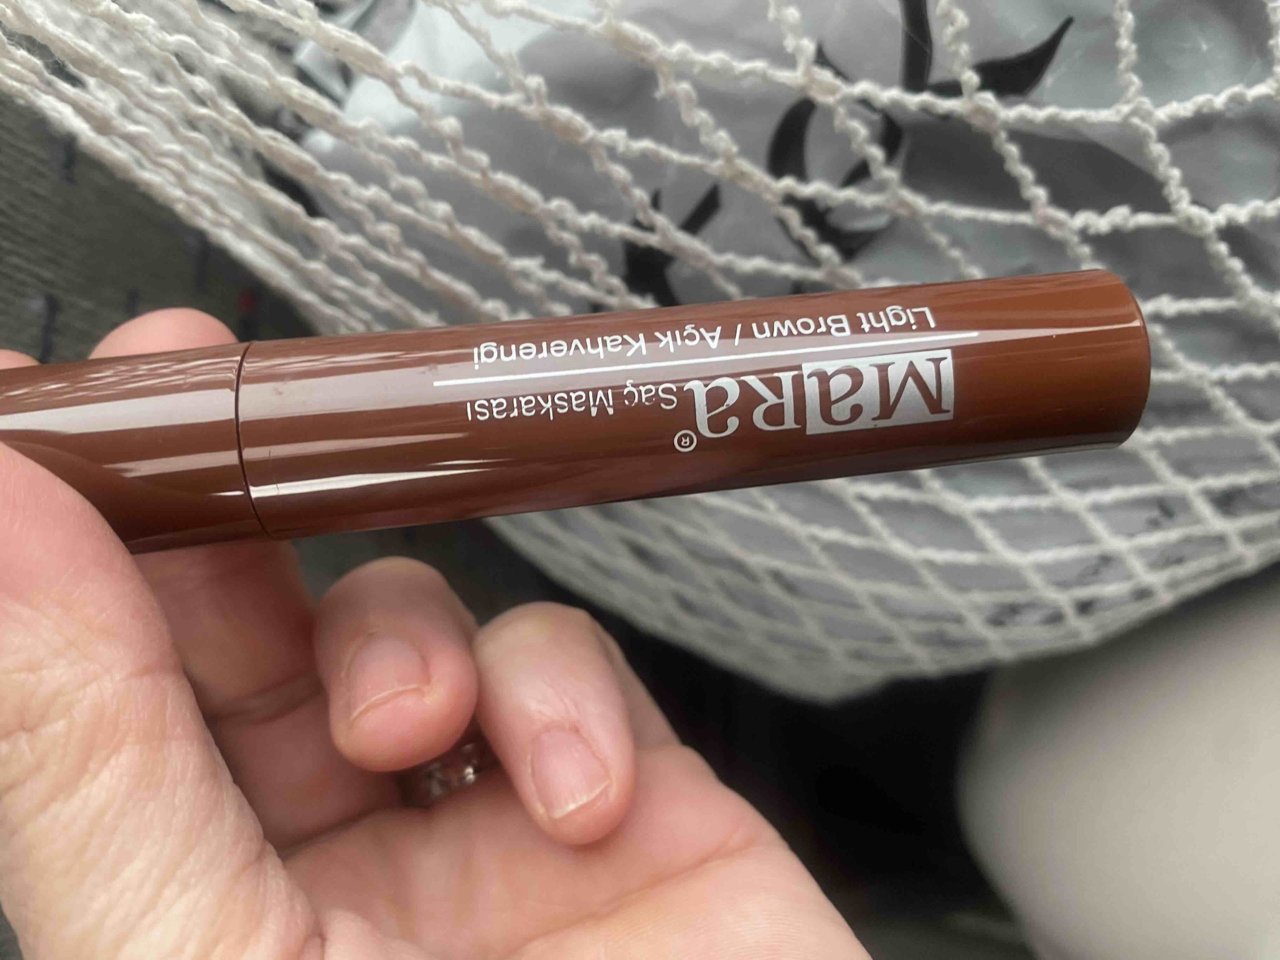 MaRa® Saç Maskarası
Light Brown / Açık Kahverengi